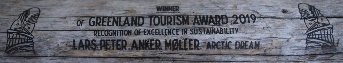 WINNER
OF GREENLAND TOURISM AWARD 2019
RECOGNITION OF EXCELLENCE IN SUSTAINABILITY
LARS-PETER ANKER MØLLER - ARCTIC DREAM